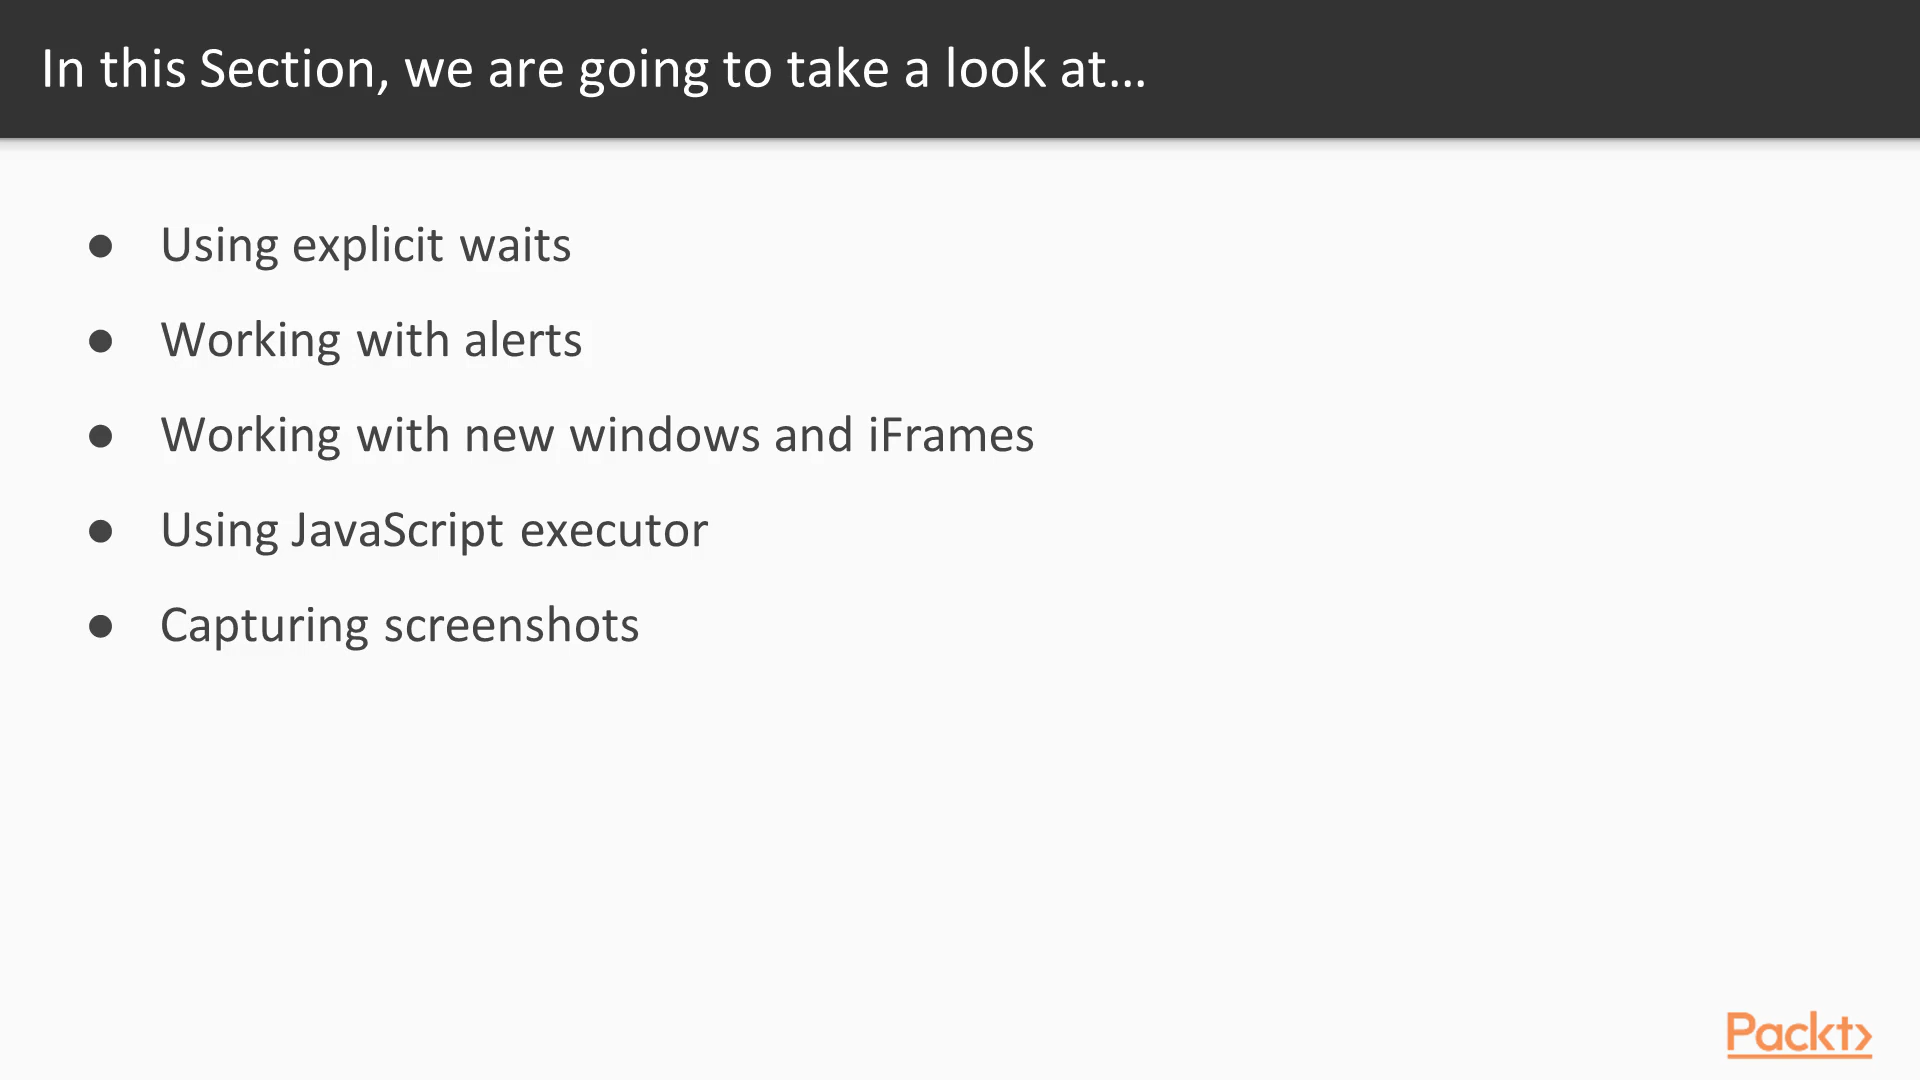 In this Section, we are going to take a look at...
● Using explicit waits
● Working with alerts
● Working with new windows and iFrames
● Using JavaScript executor
● Capturing screenshots
Packt>